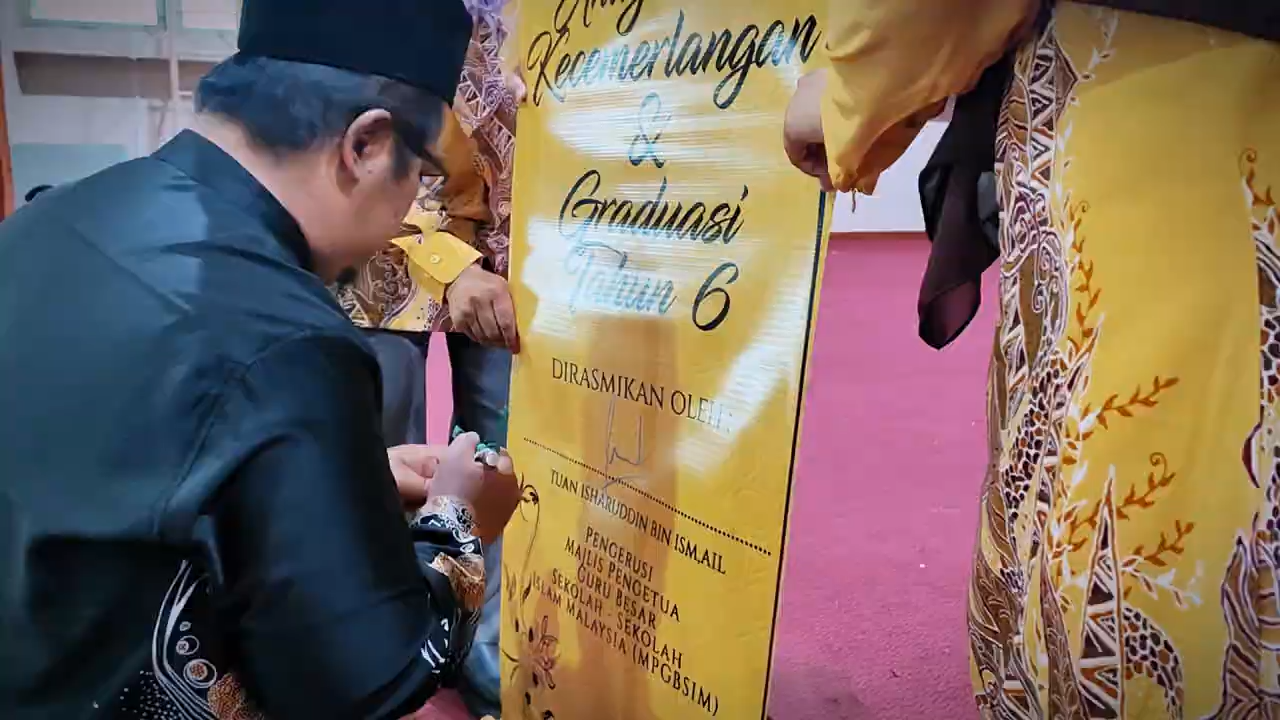 Anug
Kecemerlangan
&
Graduasi
Tahun 6
DIRASMIKAN OLEH :
TUAN ISHARUDDIN BIN ISMAIL
PENGERUSI
MAJLIS PENGETUA
GURU BESAR
SEKOLAH - SEKOLAH
ISLAM MALAYSIA (MPGBSIM)